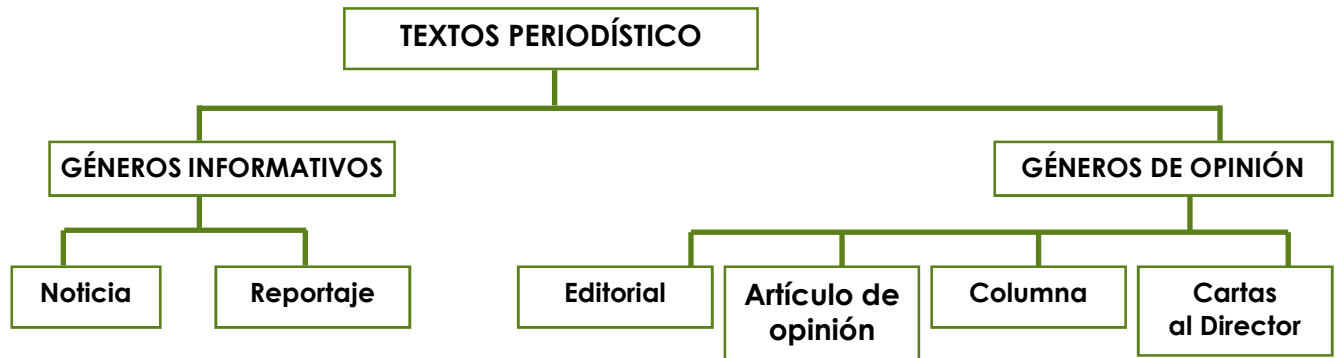 TEXTOS PERIODÍSTICO
GÉNEROS INFORMATIVOS
GÉNEROS DE OPINIÓN
Noticia
Reportaje
Editorial
Artículo de
opinión
Columna
Cartas
al Director